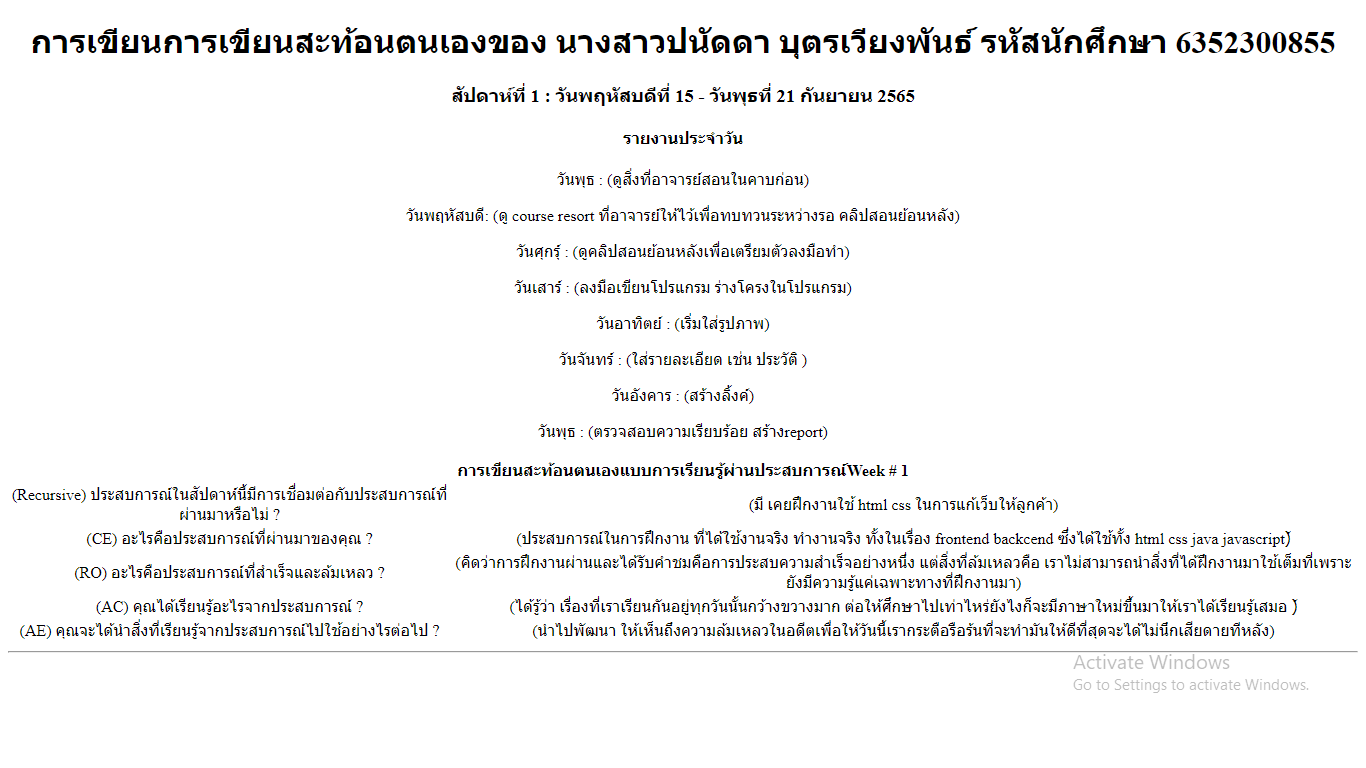 การเขียนการเขียนสะท้อนตนเองของ นางสาวปนัดดา บุตรเวียงพันธ์ รหัสนักศึกษา 6352300855
สัปดาห์ที่ 1 : วันพฤหัสบดีที่ 15 - วันพุธที่ 21 กันยายน 2565
รายงานประจำวัน
วันพุธ : (ดูสิ่งที่อาจารย์สอนในคาบก่อน)
วันพฤหัสบดี: (ดู course resort ที่อาจารย์ให้ไว้เพื่อทบทวนระหว่างรอ คลิปสอนย้อนหลัง)
วันศุกร์ : (ดูคลิปสอนย้อนหลังเพื่อเตรียมตัวลงมือทำ)
วันเสาร์ : (ลงมือเขียนโปรแกรม ร่างโครงในโปรแกรม)
วันอาทิตย์ : (เริ่มใส่รูปภาพ)
วันจันทร์ : (ใส่รายละเอียด เช่น ประวัติ )
วันอังคาร : (สร้างลิ้งค์)
วันพุธ : (ตรวจสอบความเรียบร้อย สร้างreport)
การเขียนสะท้อนตนเองแบบการเรียนรู้ผ่านประสบการณ์Week # 1
(Recursive) ประสบการณ์ในสัปดาห์นี้มีการเชื่อมต่อกับประสบการณ์ที่
ผ่านมาหรือไม่ ?
(มี เคยฝึกงานใช้ html css ในการแก้เว็บให้ลูกค้า)
(CE) อะไรคือประสบการณ์ที่ผ่านมาของคุณ ?
(ประสบการณ์ในการฝึกงาน ที่ได้ใช้งานจริง ทำงานจริง ทั้งในเรื่อง frontend backcend ซึ่งได้ใช้ทั้ง html css java javascript)้
(RO) อะไรคือประสบการณ์ที่สำเร็จและล้มเหลว ?
(คิดว่าการฝึกงานผ่านและได้รับคำชมคือการประสบความสำเร็จอย่างหนึ่ง แต่สิ่งที่ล้มเหลวคือ เราไม่สามารถนำสิ่งที่ได้ฝึกงานมาใช้เต็มที่เพราะ
ยังมีความรู้แค่เฉพาะทางที่ฝึกงานมา)
(AC) คุณได้เรียนรู้อะไรจากประสบการณ์ ?
(ได้รู้ว่า เรื่องที่เราเรียนกันอยู่ทุกวันนั้นกว้างขวางมาก ต่อให้ศึกษาไปเท่าไหร่ยังไงก็จะมีภาษาใหม่ขึ้นมาให้เราได้เรียนรู้เสมอ )้
(AE) คุณจะได้นำสิ่งที่เรียนรู้จากประสบการณ์ไปใช้อย่างไรต่อไป ?
(นำไปพัฒนา ให้เห็นถึงความล้มเหลวในอดีตเพื่อให้วันนี้เรากระตือรือร้นที่จะทำมันให้ดีที่สุดจะได้ไม่นึกเสียดายทีหลัง)
Activate Windows
Go to Settings to activate Windows.